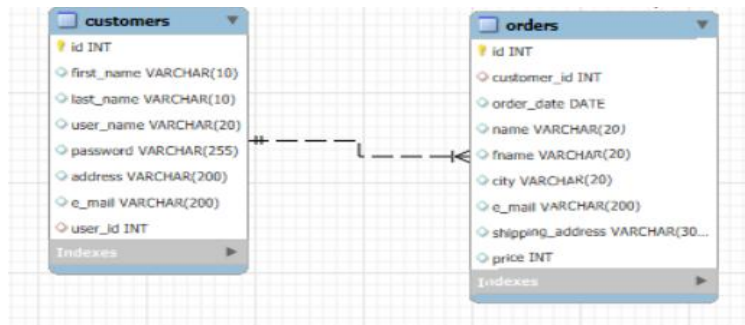 customers
id INT
first_name VARCHAR(10)
last_name VARCHAR(10)
user_name VARCHAR(20)
password VARCHAR(255)
address VARCHAR(200)
e_mail VARCHAR(200)
user_id INT
Indexes
orders
id INT
customer_id INT
order_date DATE
name VARCHAR(20)
fname VARCHAR(20)
city VARCHAR(20)
e_mail VARCHAR(200)
shipping_address VARCHAR(30...
price INT
Indexes